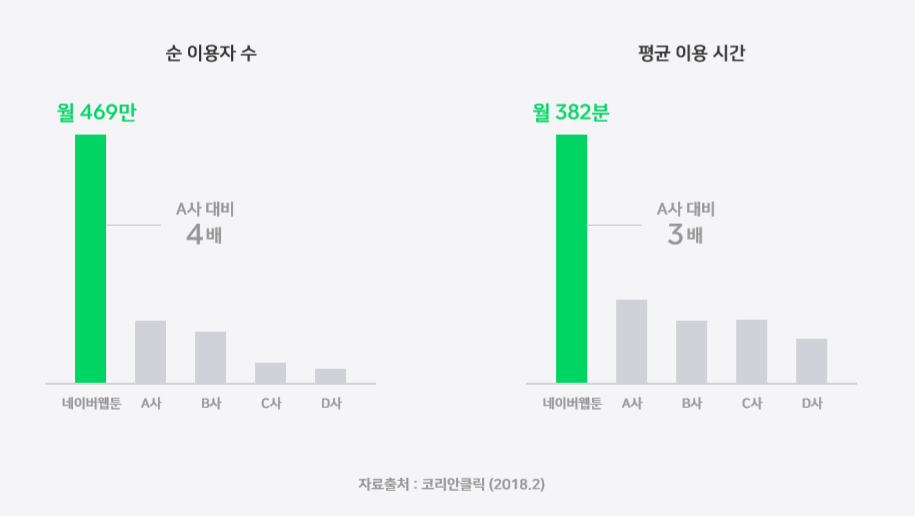 순 이용자 수
월 469만
A사 대비
4배
네이버웹툰 A사 B사 C사 D사
평균 이용 시간
월 382분
A사 대비
3배
네이버웹툰 A사 B사 C사 D사
자료출처 : 코리안클릭 (2018.2)